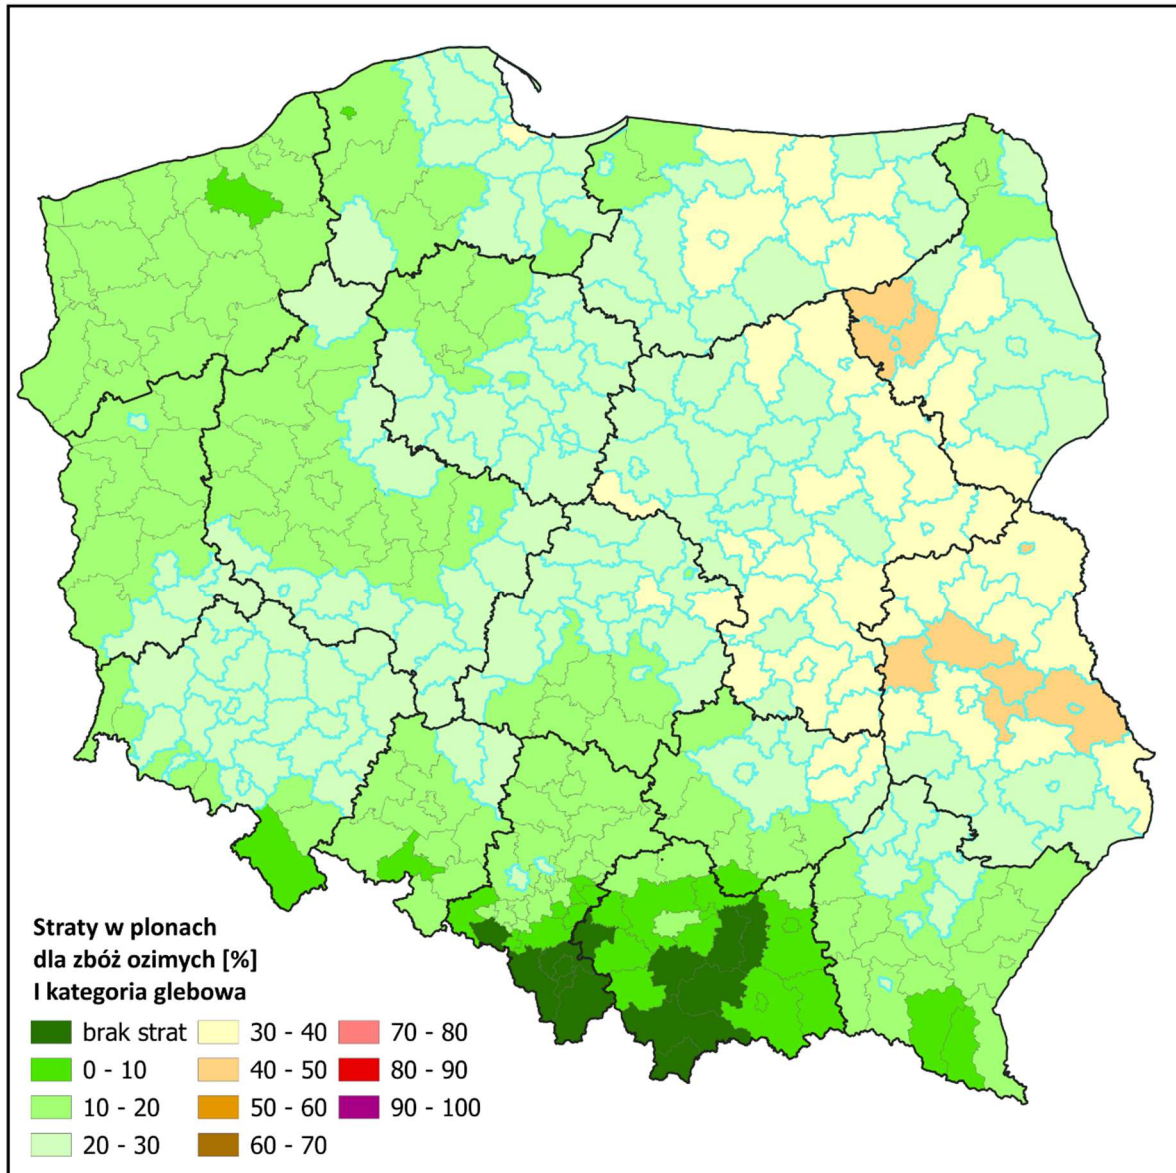 Straty w plonach
dla zbóż ozimych [%]
I kategoria glebowa
brak strat
0 - 10
10 - 20
20 - 30
30 - 40
40 - 50
50 - 60
60 - 70
70 - 80
80 - 90
90 - 100